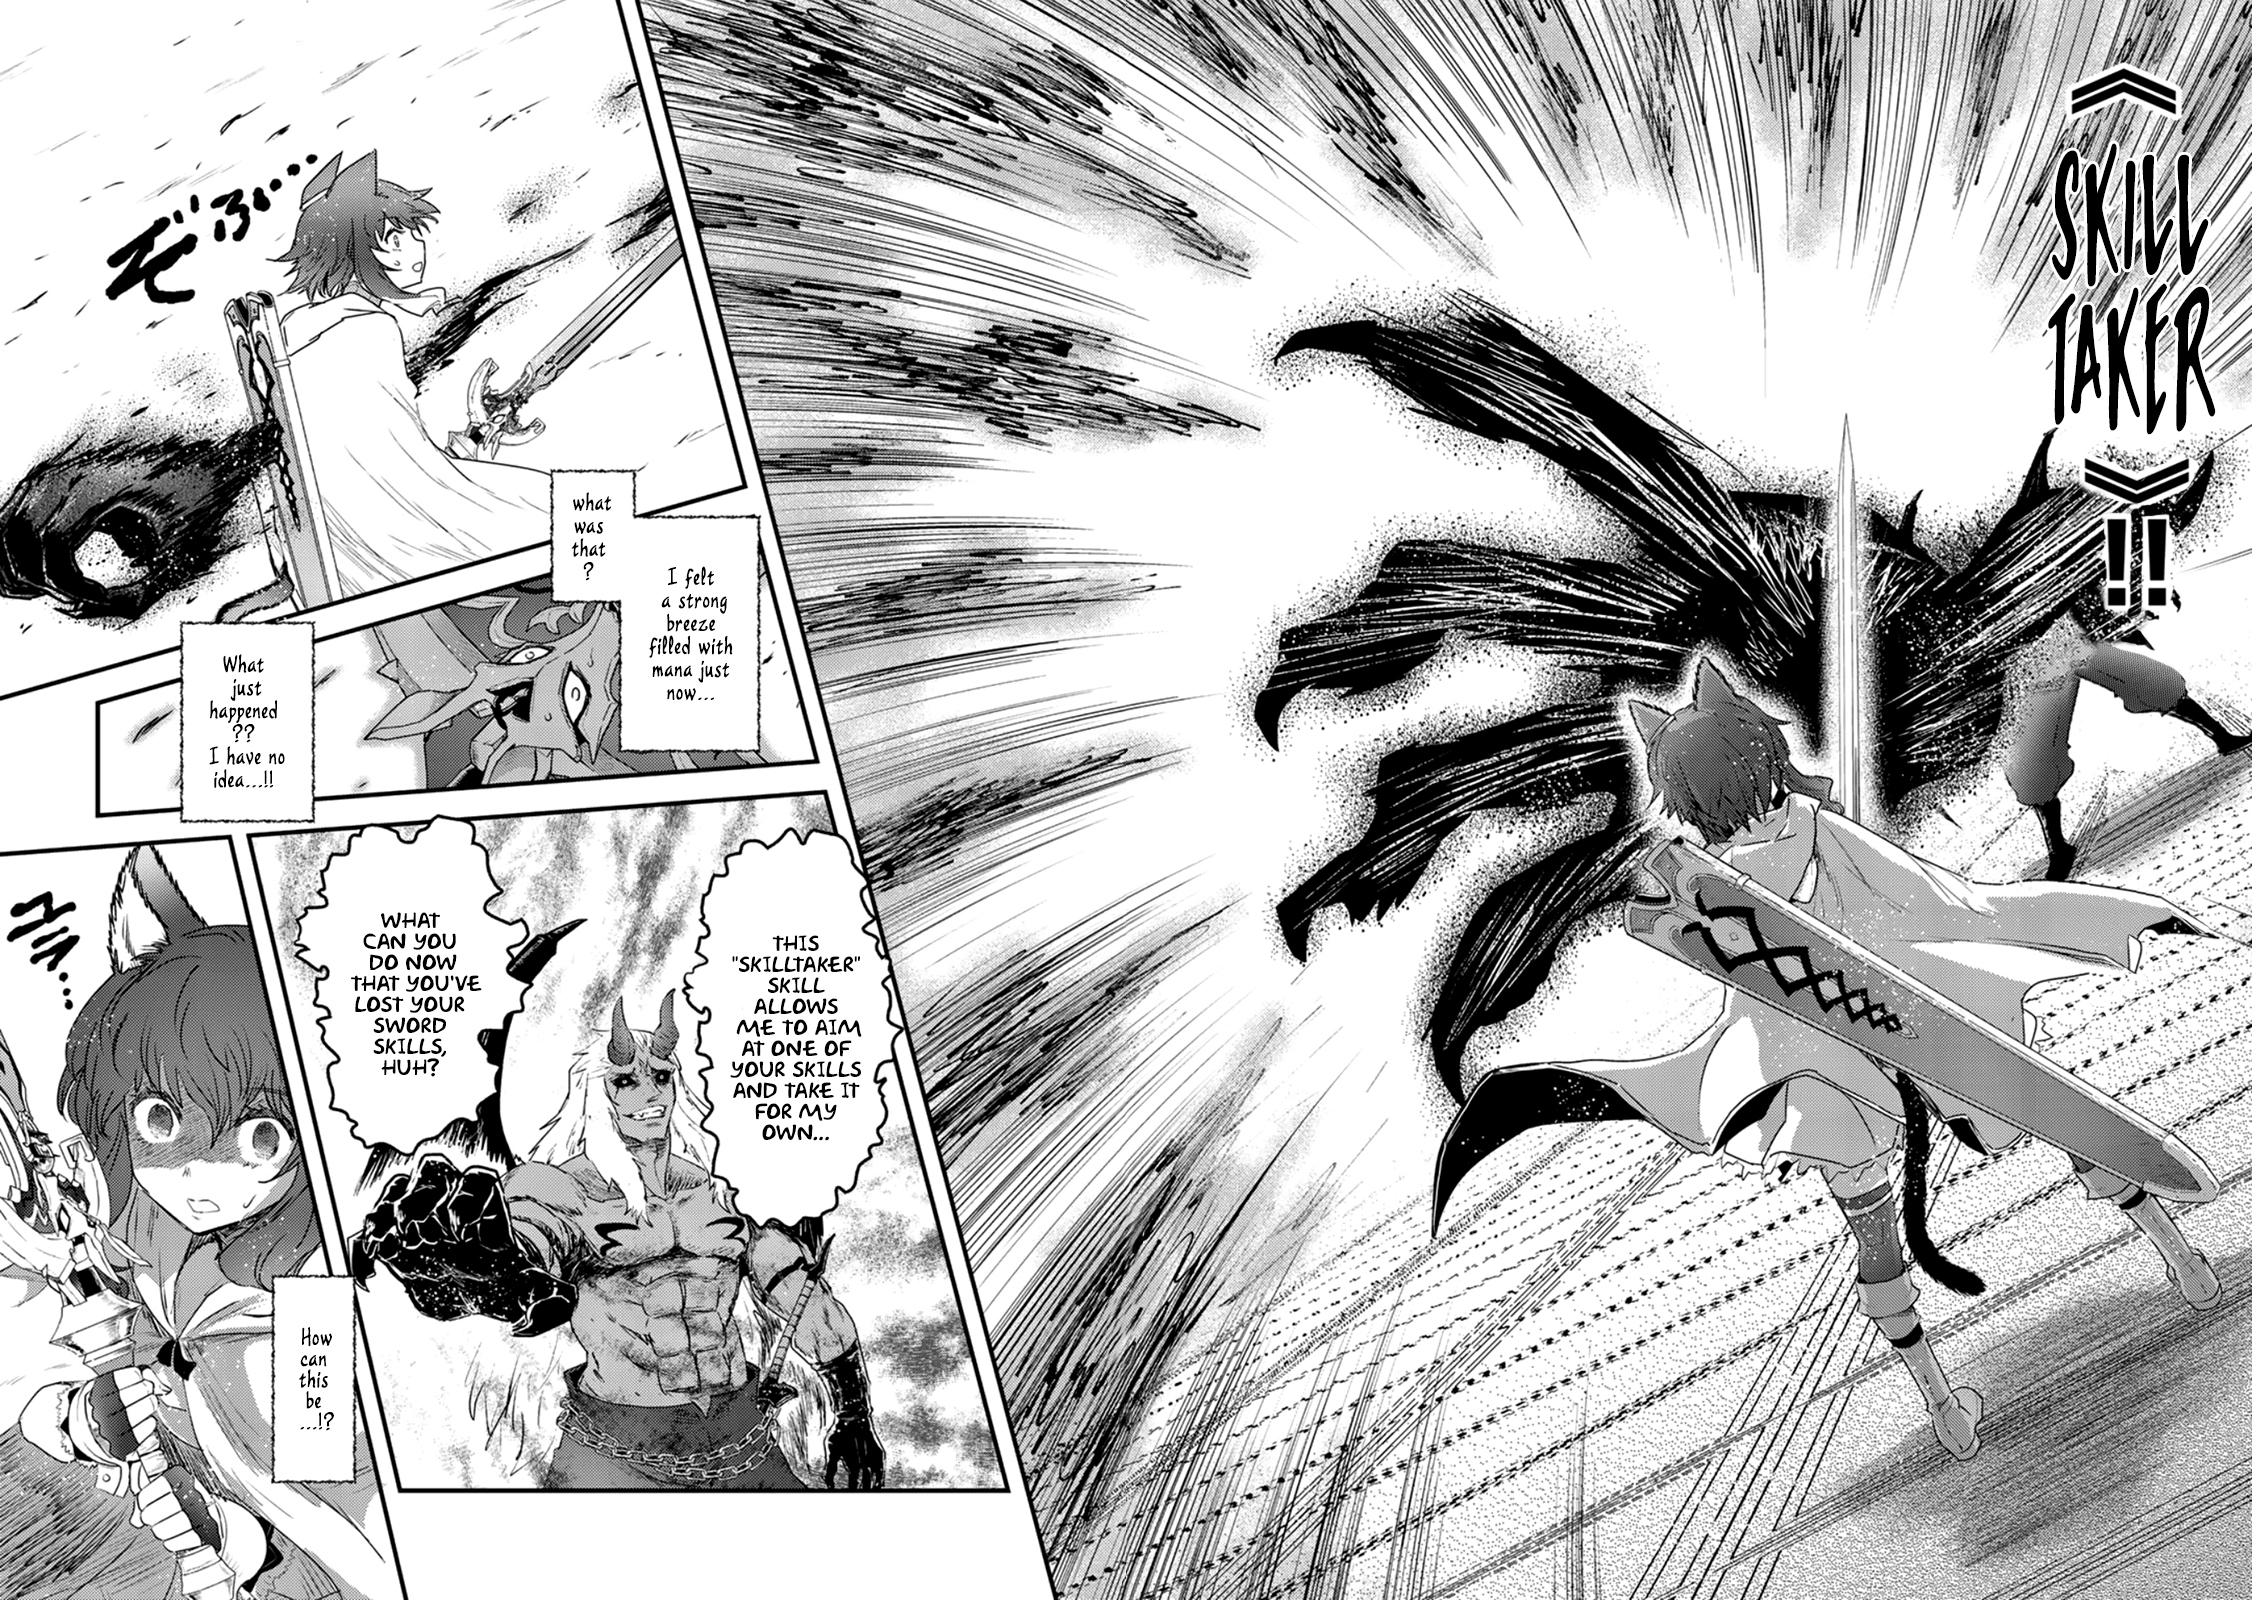 《
SKILL
TAKER
》
!!
ぞふ…
I felt
a strong
breeze
filled with
mana just
now...
what
was
that
?
What
just
happened
??
I have no
idea...!!
THIS
"SKILLTAKER"
SKILL
ALLOWS
ME TO AIM
AT ONE OF
YOUR SKILLS
AND TAKE IT
FOR MY
OWN...
WHAT
CAN YOU
DO NOW
THAT YOU'VE
LOST YOUR
SWORD
SKILLS,
HUH?
How
can
this
be
...!?